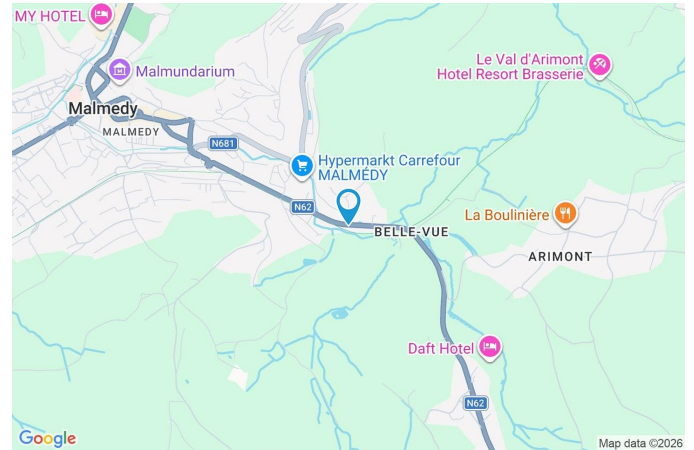 MY HOTEL
Malmundarium
Le Val d'Arimont
Hotel Resort Brasserie
Malmedy
MALMEDY
N681
Hypermarkt Carrefour
MALMÉDY
N62
La Boulinière
BELLE-VUE
ARIMONT
Daft Hotel
N62
Google
Map data ©2026